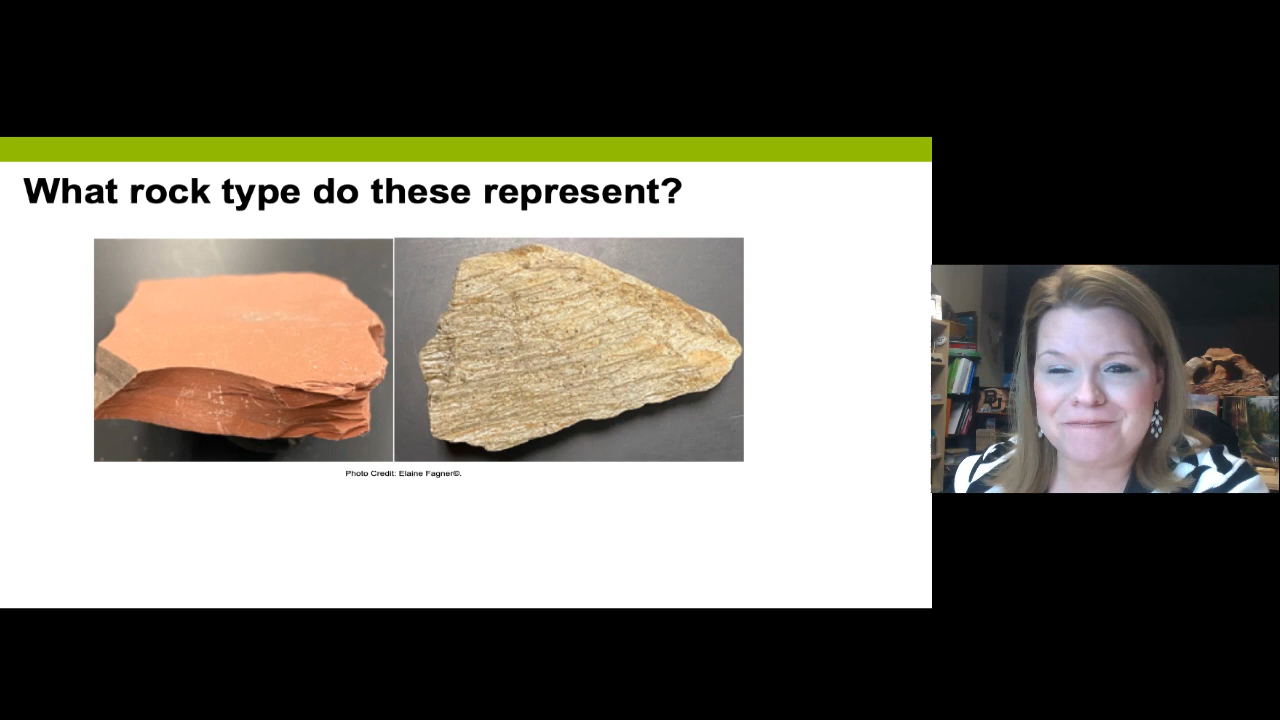 What rock type do these represent?
Photo Credit: Elaine Fagner©.